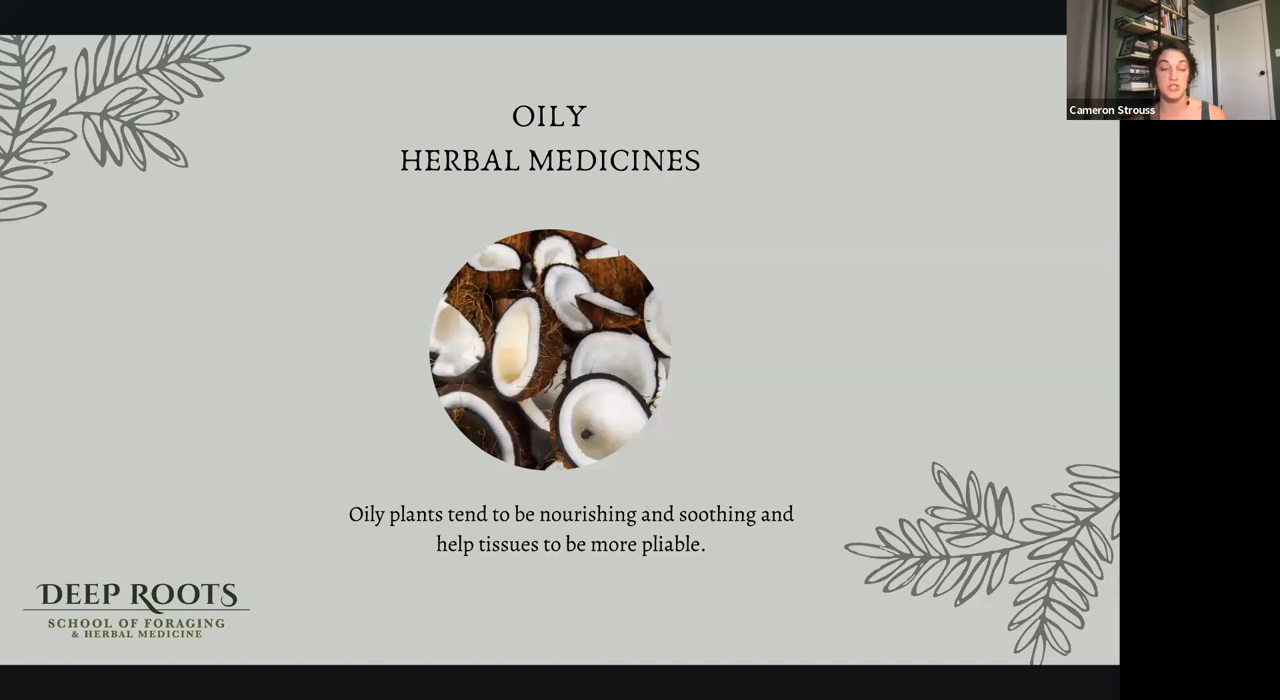 OILY
HERBAL MEDICINES
Cameron Strouss
Oily plants tend to be nourishing and soothing and
help tissues to be more pliable.
DEEP ROOTS
SCHOOL OF FORAGING
& HERBAL MEDICINE